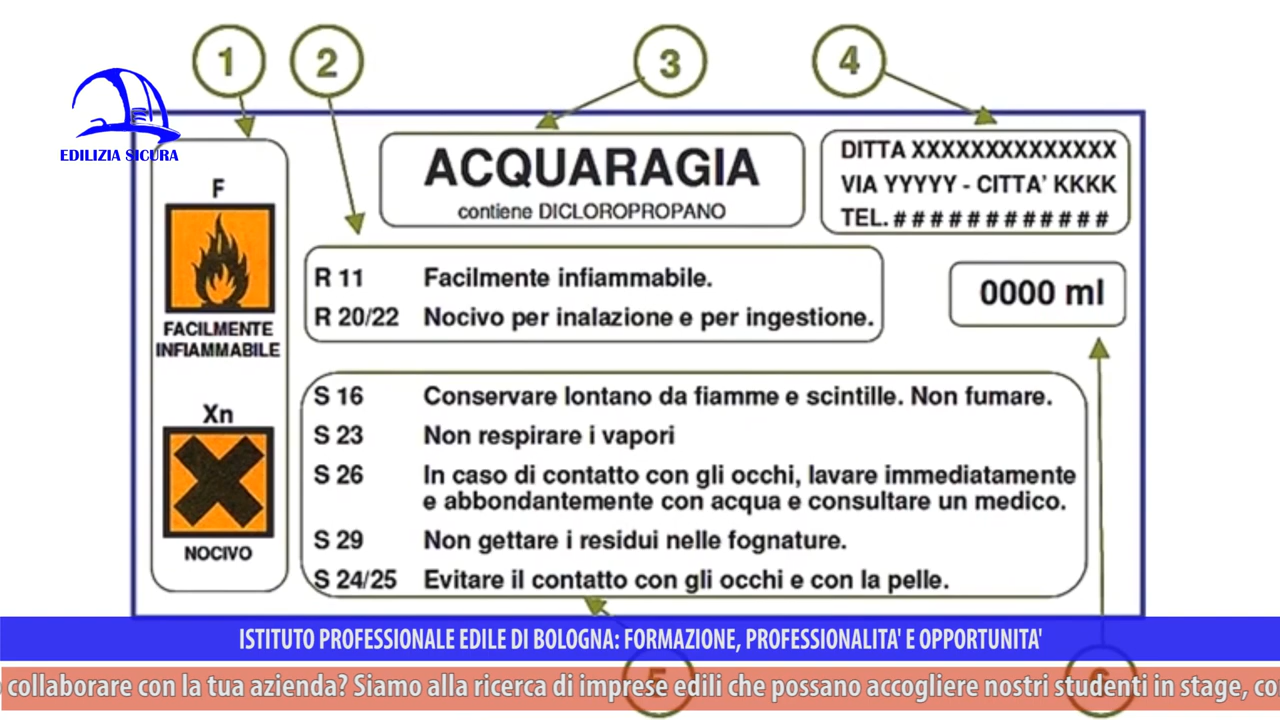 1
2
3
4
EDILIZIA SICURA
F
FACILMENTE
INFIAMMABILE
Xn
NOCIVO
ACQUARAGIA
contiene DICLOROPROPANO
DITTA XXXXXXXXXXXXXX
VIA YYYYY - CITTA' KKKK
TEL. # # # # # # # # # # # #
R 11 Facilmente infiammabile.
R 20/22 Nocivo per inalazione e per ingestione.
0000 ml
S 16 Conservare lontano da fiamme e scintille. Non fumare.
S 23 Non respirare i vapori
S 26 In caso di contatto con gli occhi, lavare immediatamente
e abbondantemente con acqua e consultare un medico.
S 29 Non gettare i residui nelle fognature.
S 24/25 Evitare il contatto con gli occhi e con la pelle.
ISTITUTO PROFESSIONALE EDILE DI BOLOGNA: FORMAZIONE, PROFESSIONALITA' E OPPORTUNITA'
5
6
collaborare con la tua azienda? Siamo alla ricerca di imprese edili che possano accogliere nostri studenti in stage,